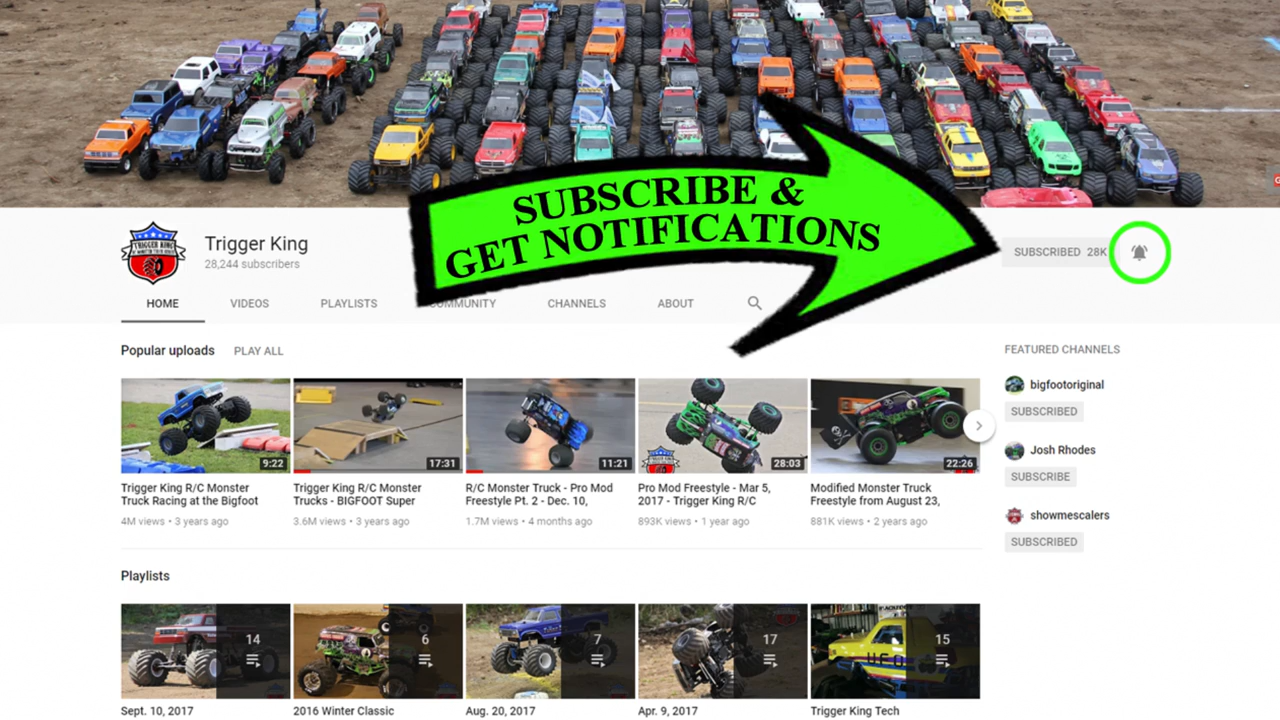 SUBSCRIBE &
GET NOTIFICATIONS
TRIGGER KING
Trigger King
28,244 subscribers
SUBSCRIBED 28K
HOME VIDEOS PLAYLISTS COMMUNITY CHANNELS ABOUT
Popular uploads PLAY ALL
9:22
17:31
11:21
28:03
22:26
Trigger King R/C Monster
Truck Racing at the Bigfoot
4M views • 3 years ago
Trigger King R/C Monster
Trucks - BIGFOOT Super
3.6M views • 3 years ago
R/C Monster Truck - Pro Mod
Freestyle Pt. 2 - Dec. 10,
1.7M views • 4 months ago
Pro Mod Freestyle - Mar 5,
2017 - Trigger King R/C
893K views • 1 year ago
Modified Monster Truck
Freestyle from August 23,
881K views • 2 years ago
FEATURED CHANNELS
bigfootoriginal
SUBSCRIBED
Josh Rhodes
SUBSCRIBE
showmescalers
SUBSCRIBED
Playlists
14
6
7
17
15
UFO
Sept. 10, 2017
2016 Winter Classic
Aug. 20, 2017
Apr. 9, 2017
Trigger King Tech